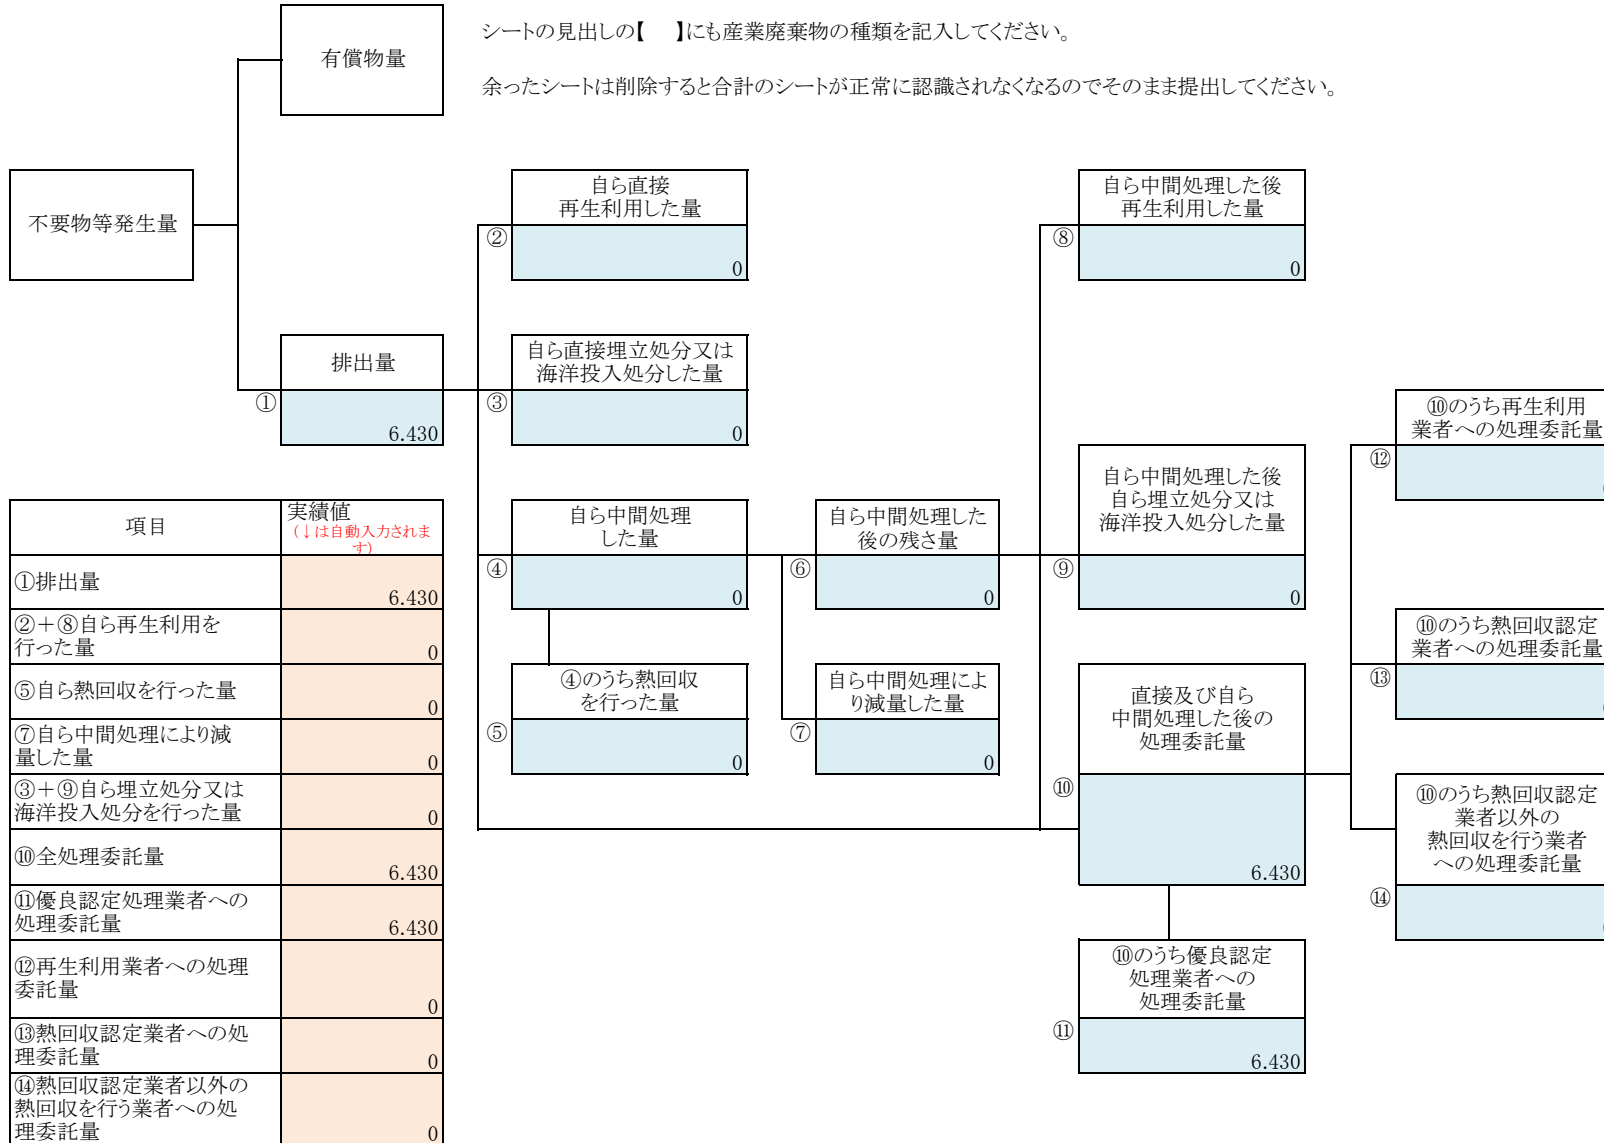 シートの見出しの【　】にも産業廃棄物の種類を記入してください。
余ったシートは削除すると合計のシートが正常に認識されなくなるのでそのまま提出してください。
有償物量
不要物等発生量
排出量
①
6.430
自ら直接
再生利用した量
②
0
自ら直接埋立処分又は
海洋投入処分した量
③
0
自ら中間処理
した量
④
0
④のうち熱回収
を行った量
⑤
0
自ら中間処理した
後の残さ量
⑥
0
自ら中間処理によ
り減量した量
⑦
0
自ら中間処理した後
再生利用した量
⑧
0
自ら中間処理した後
自ら埋立処分又は
海洋投入処分した量
⑨
0
直接及び自ら
中間処理した後の
処理委託量
⑩
6.430
⑩のうち優良認定
処理業者への
処理委託量
⑪
6.430
⑩のうち再生利用
業者への処理委託量
⑫
⑩のうち熱回収認定
業者への処理委託量
⑬
⑩のうち熱回収認定
業者以外の
熱回収を行う業者
への処理委託量
⑭
項目
実績値
（↓は自動入力されま
す）
①排出量
6.430
②＋⑧自ら再生利用を
行った量
0
⑤自ら熱回収を行った量
0
⑦自ら中間処理により減
量した量
0
③＋⑨自ら埋立処分又は
海洋投入処分を行った量
0
⑩全処理委託量
6.430
⑪優良認定処理業者への
処理委託量
6.430
⑫再生利用業者への処理
委託量
0
⑬熱回収認定業者への処
理委託量
0
⑭熱回収認定業者以外の
熱回収を行う業者への処
理委託量
0